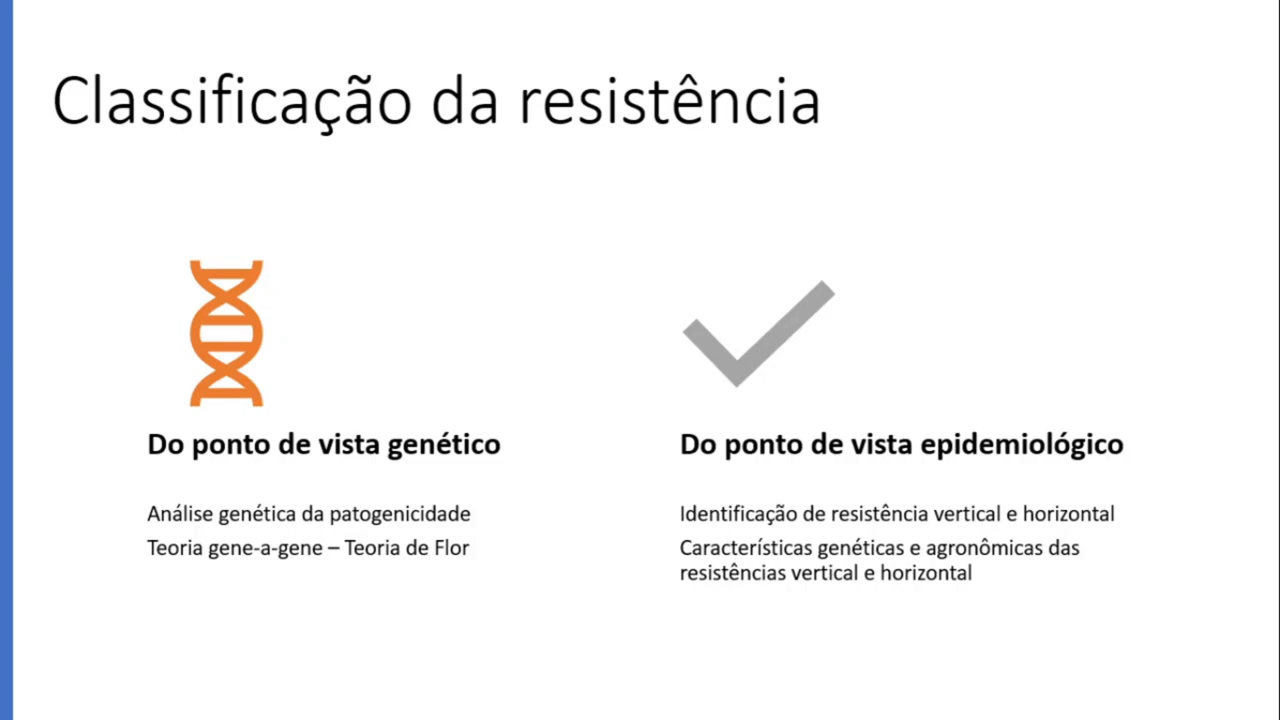 Classificação da resistência
Do ponto de vista genético
Análise genética da patogenicidade
Teoria gene-a-gene – Teoria de Flor
Do ponto de vista epidemiológico
Identificação de resistência vertical e horizontal
Características genéticas e agronômicas das
resistências vertical e horizontal